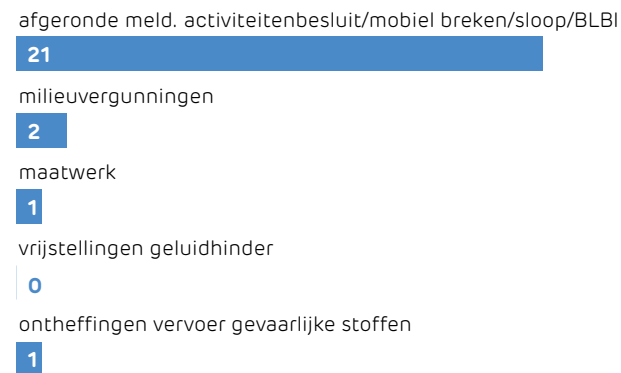 afgeronde meld. activiteitenbesluit/mobiel breken/sloop/BLBI
21
milieuvergunningen
2
maatwerk
1
vrijstellingen geluidhinder
0
ontheffingen vervoer gevaarlijke stoffen
1